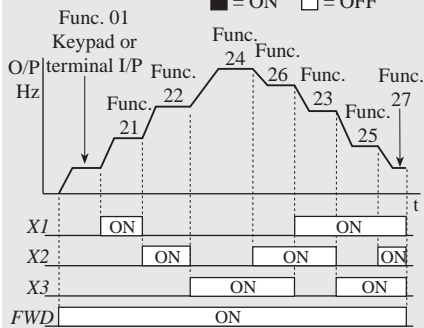 ■ = ON □ = OFF
Func. 01
Keypad or
terminal I/P
O/P
Hz
Func.
21
Func.
22
Func.
24
Func.
26
Func.
23
Func.
25
Func.
27
t
X1 ON ON
X2 ON ON ON
X3 ON ON
FWD ON